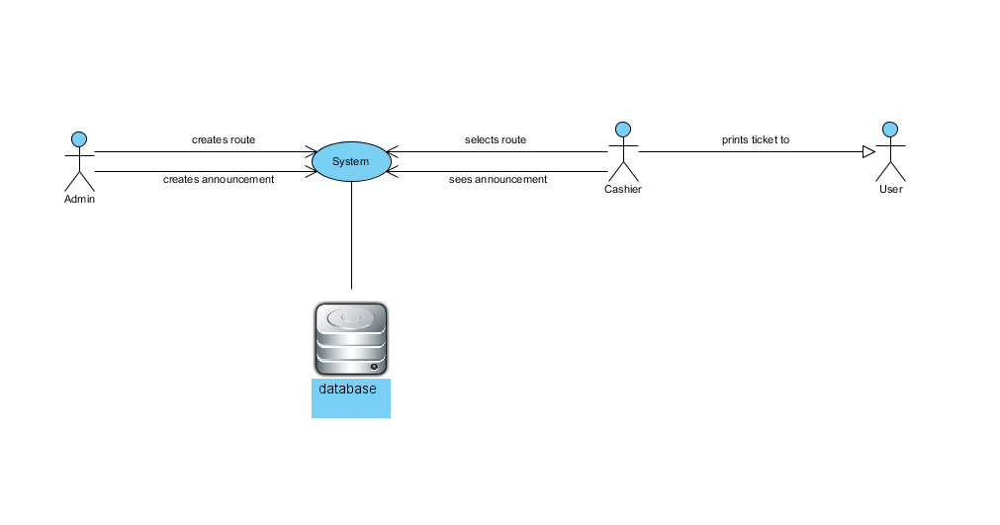 creates route
selects route
prints ticket to
System
creates announcement
sees announcement
Admin
Cashier
User
database